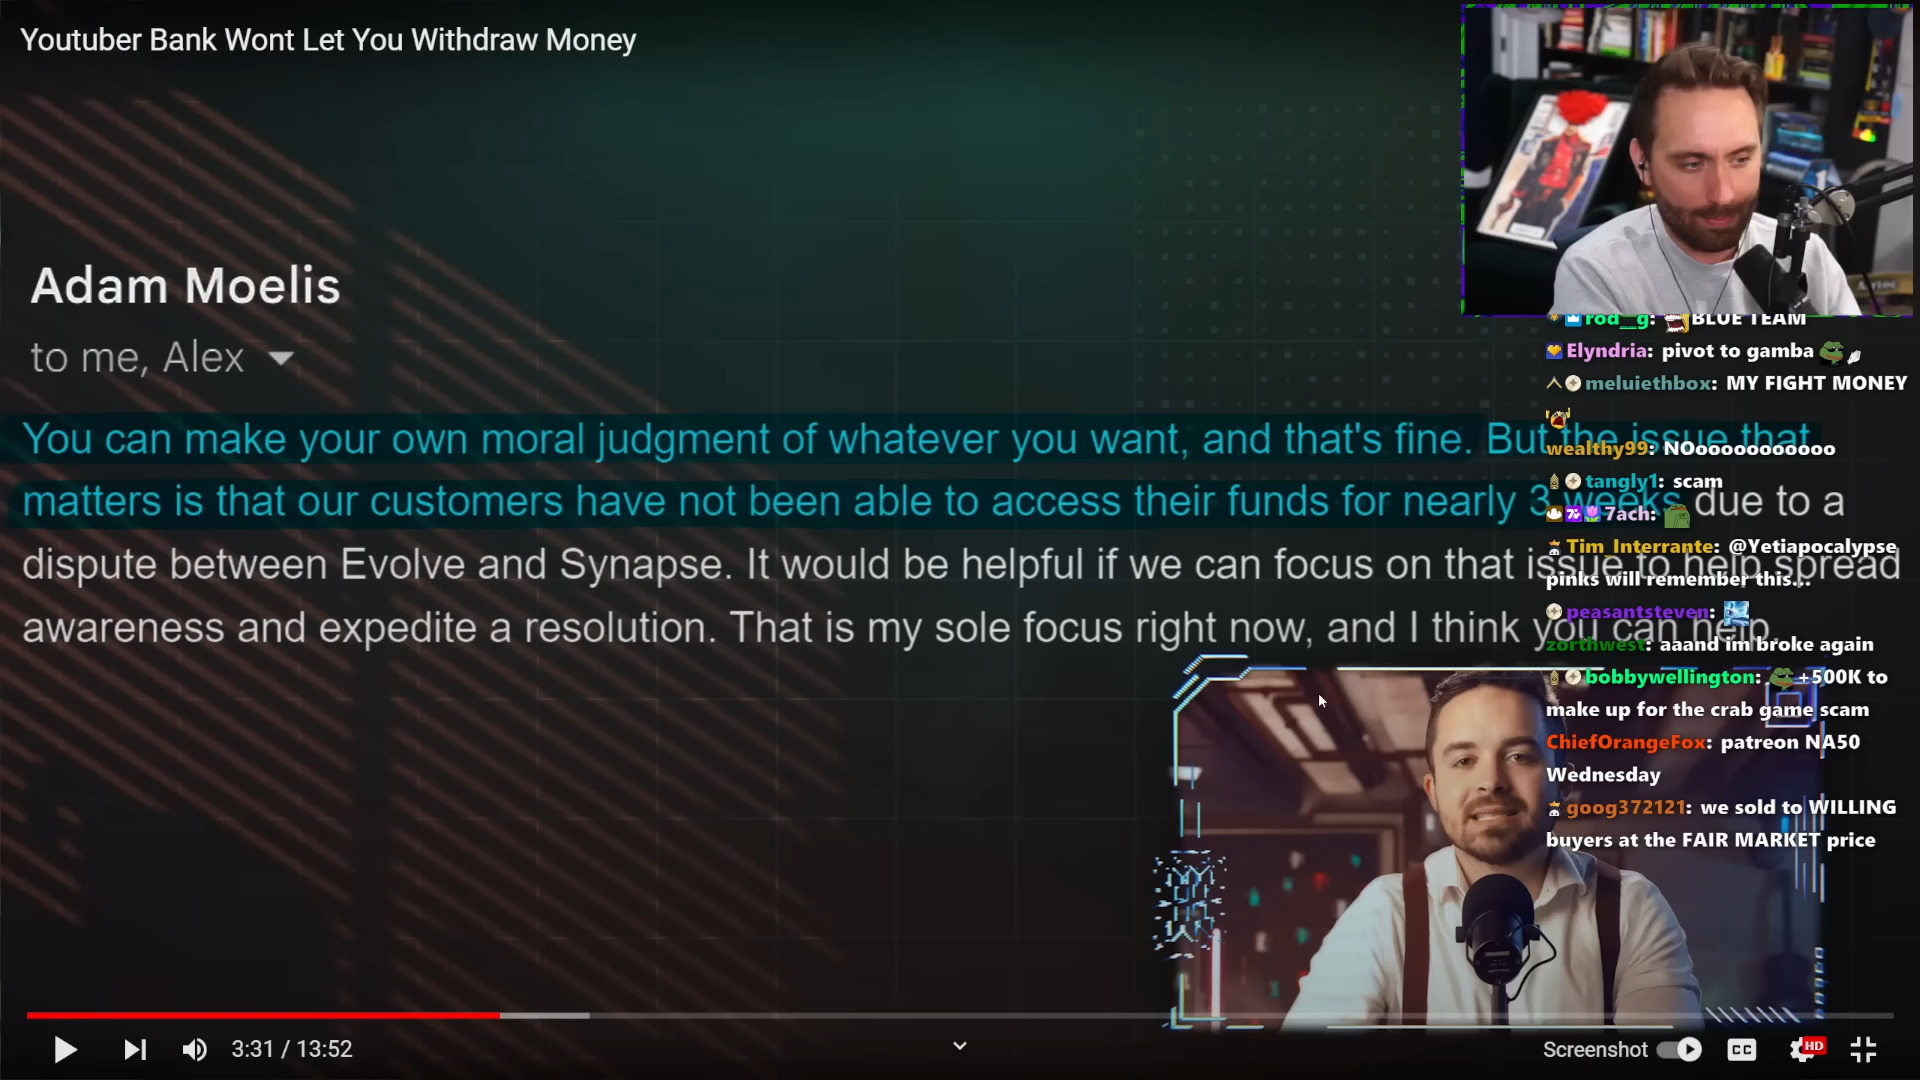 Youtuber Bank Wont Let You Withdraw Money
Adam Moelis
to me, Alex
You can make your own moral judgment of whatever you want, and that's fine. But the issue that
matters is that our customers have not been able to access their funds for nearly 3 weeks due to a
dispute between Evolve and Synapse. It would be helpful if we can focus on that issue to help spread
awareness and expedite a resolution. That is my sole focus right now, and I think you can help.
rod__g: BLUE TEAM
Elyndria: pivot to gamba
meluiethbox: MY FIGHT MONEY
wealthy99: NOooooooooooo
tangly1: scam
7ach:
Tim_Interrante: @Yetiapocalypse
pinks will remember this...
peasantsteven:
zorthwest: aaand im broke again
bobbywellington: +500K to
make up for the crab game scam
ChiefOrangeFox: patreon NA50
Wednesday
goog372121: we sold to WILLING
buyers at the FAIR MARKET price
3:31 / 13:52
Screenshot
CC
HD